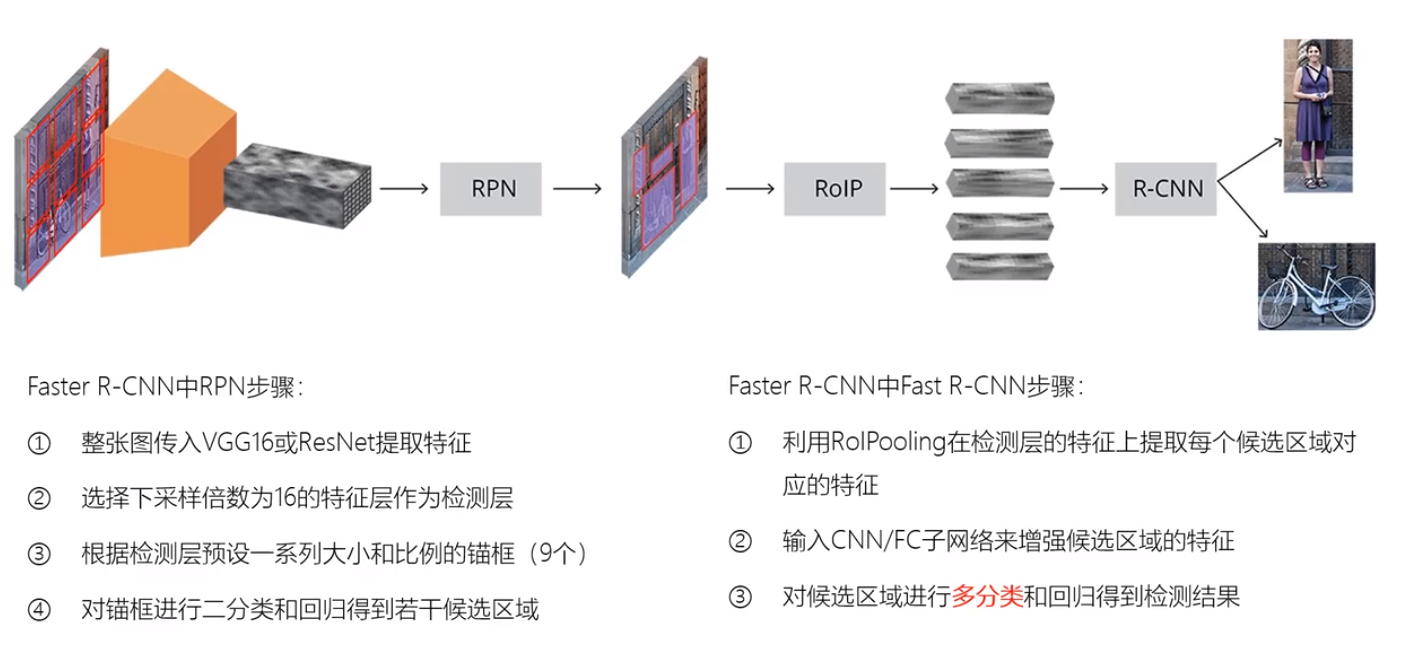 RPN
RoIP
R-CNN
Faster R-CNN中RPN步骤：
① 整张图传入VGG16或ResNet提取特征
② 选择下采样倍数为16的特征层作为检测层
③ 根据检测层预设一系列大小和比例的锚框（9个）
④ 对锚框进行二分类和回归得到若干候选区域
Faster R-CNN中Fast R-CNN步骤：
① 利用RoIPooling在检测层的特征上提取每个候选区域对
应的特征
② 输入CNN/FC子网络来增强候选区域的特征
③ 对候选区域进行多分类和回归得到检测结果